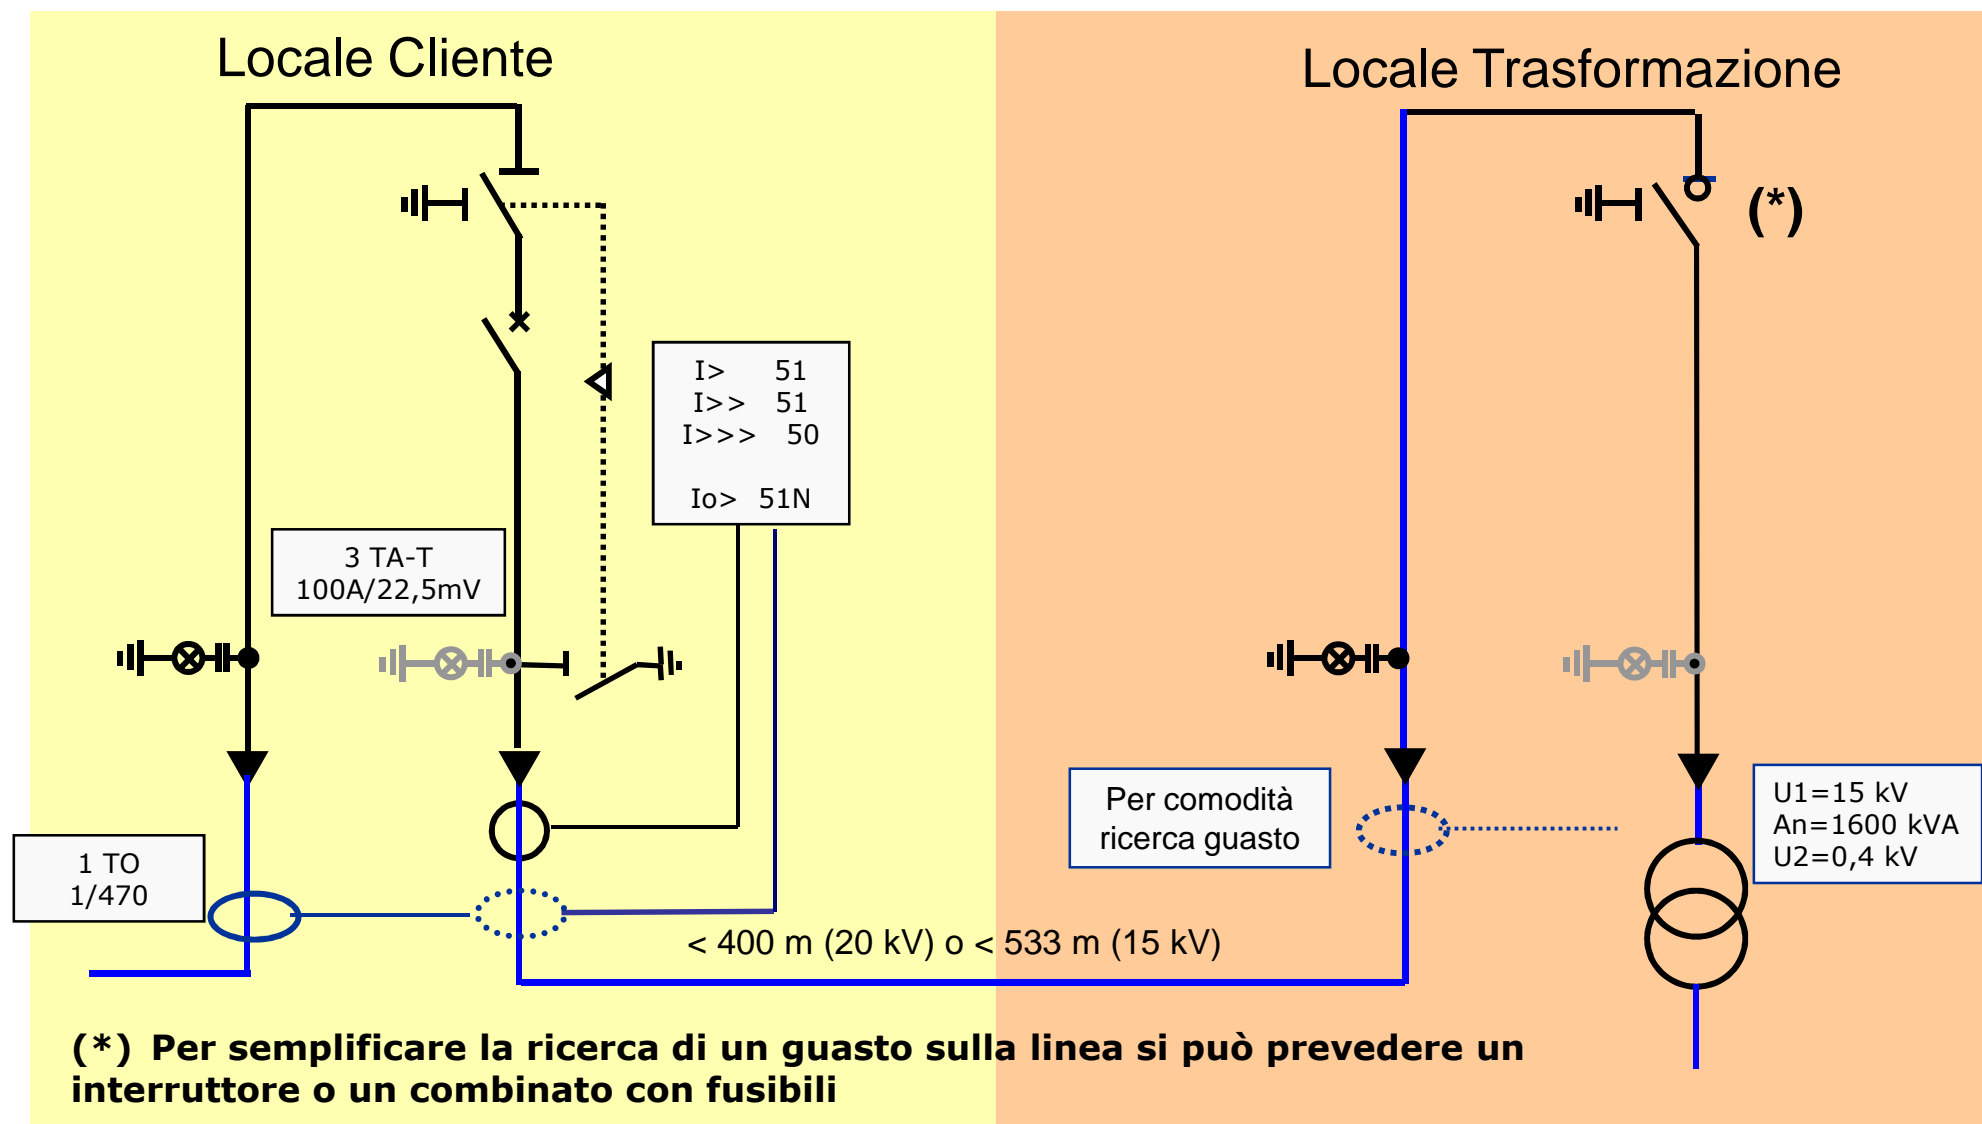 Locale Cliente
Locale Trasformazione
(*)
I> 51
I>> 51
I>>> 50
Io> 51N
3 TA-T
100A/22,5mV
1 TO
1/470
Per comodità
ricerca guasto
U1=15 kV
An=1600 kVA
U2=0,4 kV
< 400 m (20 kV) o < 533 m (15 kV)
(*) Per semplificare la ricerca di un guasto sulla linea si può prevedere un
interruttore o un combinato con fusibili